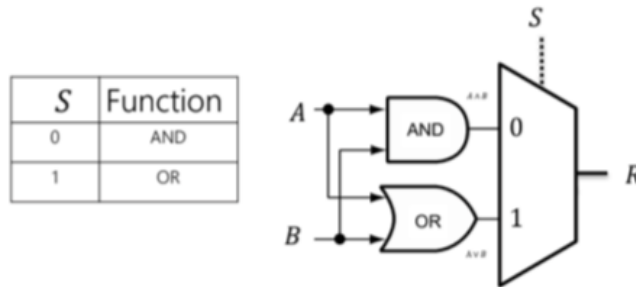 S Function
0 AND
1 OR
S
A
A ∧ B
AND
0
R
B
OR
1
A ∨ B